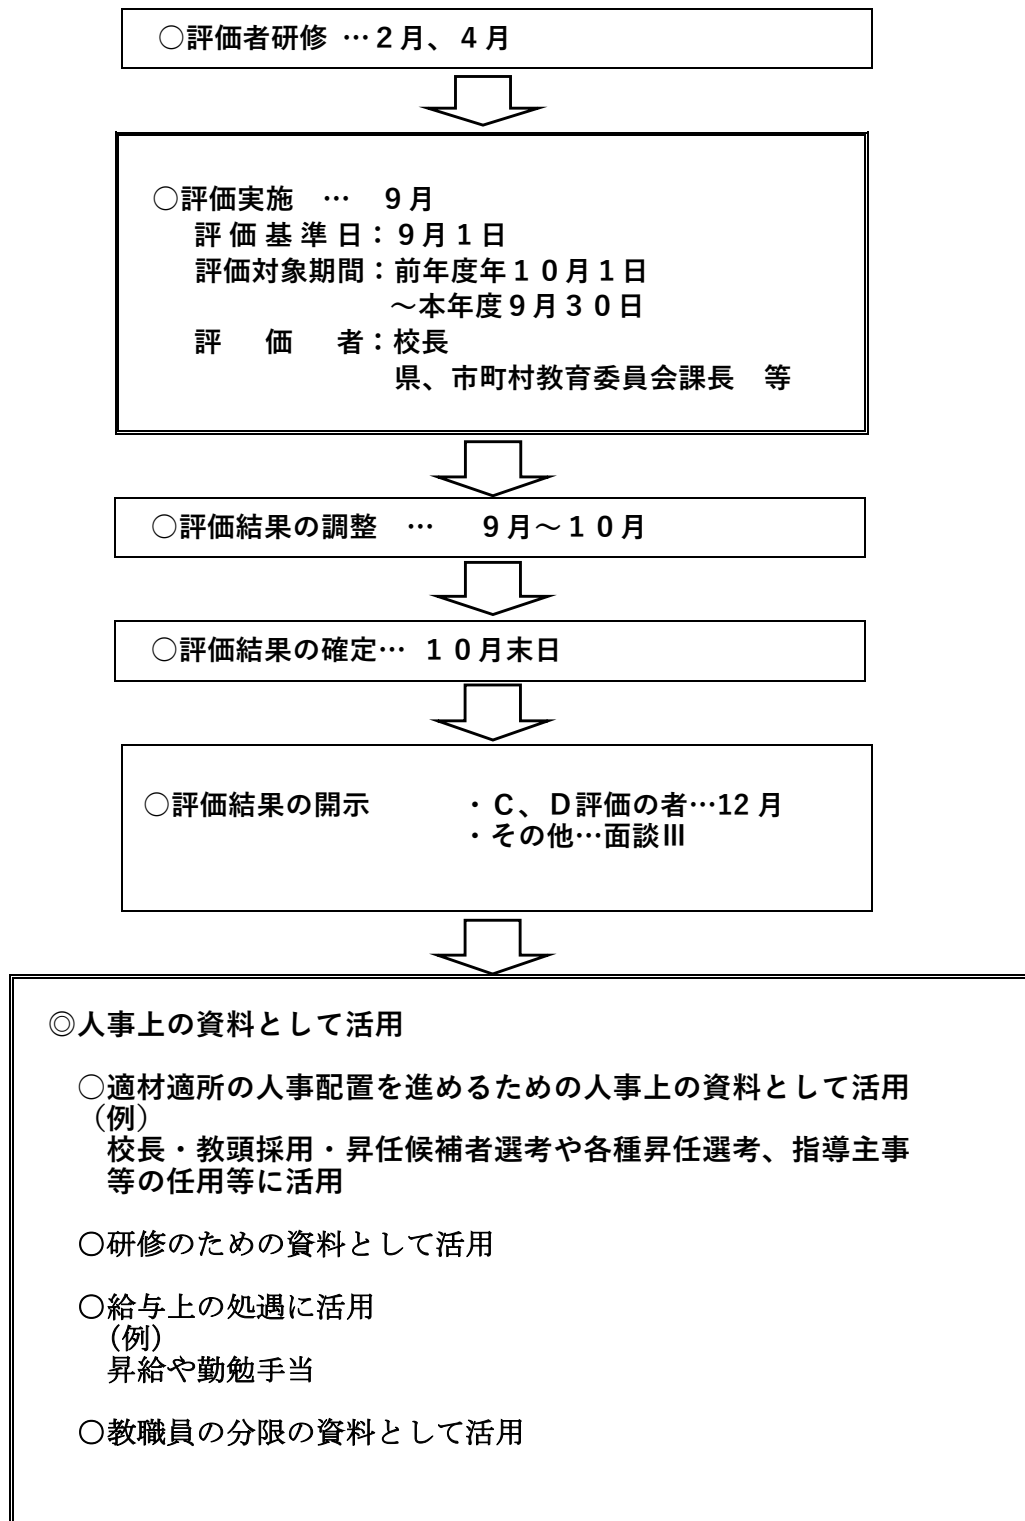 ○評価者研修 …２月、４月
○評価実施　…　９月
評 価 基 準 日：９月１日
評価対象期間：前年度年１０月１日
～本年度９月３０日
評　価　者：校長
県、市町村教育委員会課長　等
○評価結果の調整　…　９月～１０月
○評価結果の確定… １０月末日
○評価結果の開示　・Ｃ、Ｄ評価の者…12月
・その他…面談Ⅲ
◎人事上の資料として活用
○適材適所の人事配置を進めるための人事上の資料として活用
（例）
校長・教頭採用・昇任候補者選考や各種昇任選考、指導主事
等の任用等に活用
○研修のための資料として活用
○給与上の処遇に活用
（例）
昇給や勤勉手当
○教職員の分限の資料として活用